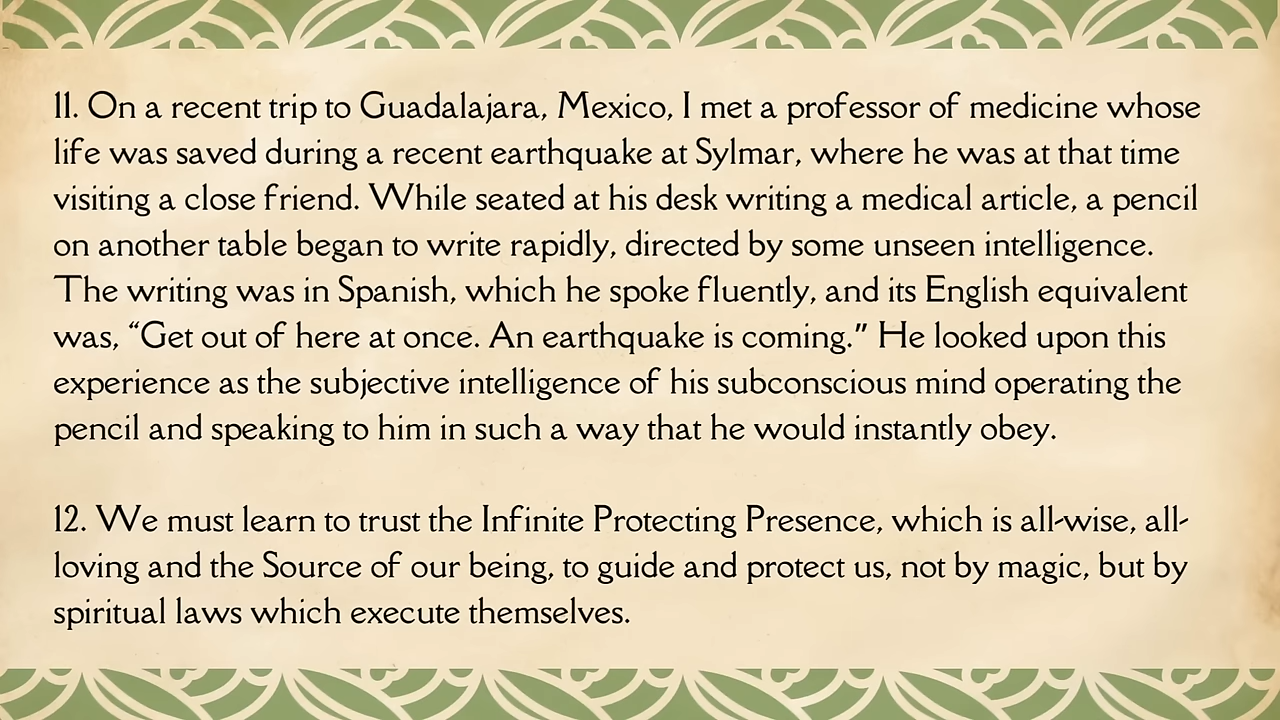 11. On a recent trip to Guadalajara, Mexico, I met a professor of medicine whose
life was saved during a recent earthquake at Sylmar, where he was at that time
visiting a close friend. While seated at his desk writing a medical article, a pencil
on another table began to write rapidly, directed by some unseen intelligence.
The writing was in Spanish, which he spoke fluently, and its English equivalent
was, “Get out of here at once. An earthquake is coming.” He looked upon this
experience as the subjective intelligence of his subconscious mind operating the
pencil and speaking to him in such a way that he would instantly obey.
12. We must learn to trust the Infinite Protecting Presence, which is all-wise, all-
loving and the Source of our being, to guide and protect us, not by magic, but by
spiritual laws which execute themselves.